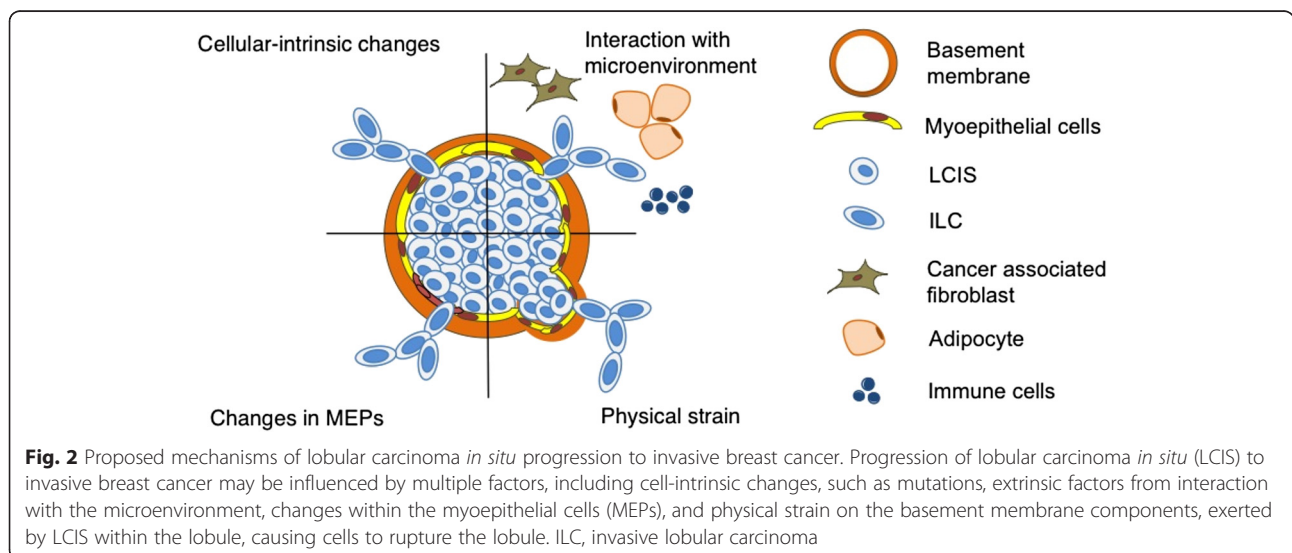 Cellular-intrinsic changes
Interaction with
microenvironment
Changes in MEPs
Physical strain
Basement
membrane
Myoepithelial cells
LCIS
ILC
Cancer associated
fibroblast
Adipocyte
Immune cells
Fig. 2 Proposed mechanisms of lobular carcinoma in situ progression to invasive breast cancer. Progression of lobular carcinoma in situ (LCIS) to
invasive breast cancer may be influenced by multiple factors, including cell-intrinsic changes, such as mutations, extrinsic factors from interaction
with the microenvironment, changes within the myoepithelial cells (MEPs), and physical strain on the basement membrane components, exerted
by LCIS within the lobule, causing cells to rupture the lobule. ILC, invasive lobular carcinoma